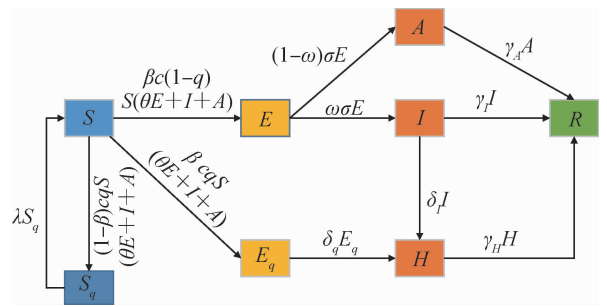 A
(1−ω)σE
γ_A A
βc(1−q)
S(θE+I+A)
S
E
ωσE
I
γ_I I
R
λS_q
(1−β)cqS
(θE+I+A)
β cqS
(θE+I+A)
δ_I I
S_q
E_q
δ_q E_q
H
γ_H H